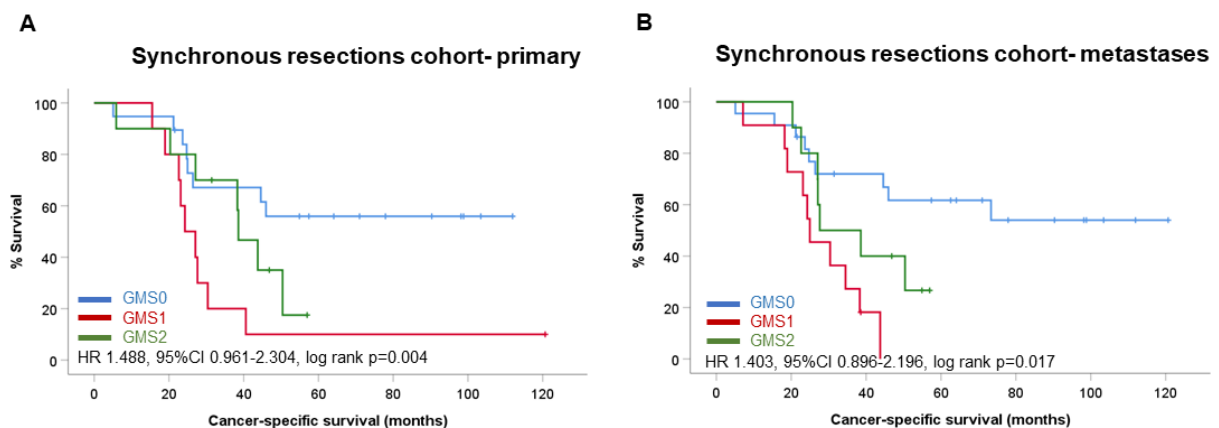 A
Synchronous resections cohort- primary
% Survival
100
80
60
40
20
0
GMS0
GMS1
GMS2
HR 1.488, 95%CI 0.961-2.304, log rank p=0.004
0 20 40 60 80 100 120
Cancer-specific survival (months)
B
Synchronous resections cohort- metastases
% Survival
100
80
60
40
20
0
GMS0
GMS1
GMS2
HR 1.403, 95%CI 0.896-2.196, log rank p=0.017
0 20 40 60 80 100 120
Cancer-specific survival (months)